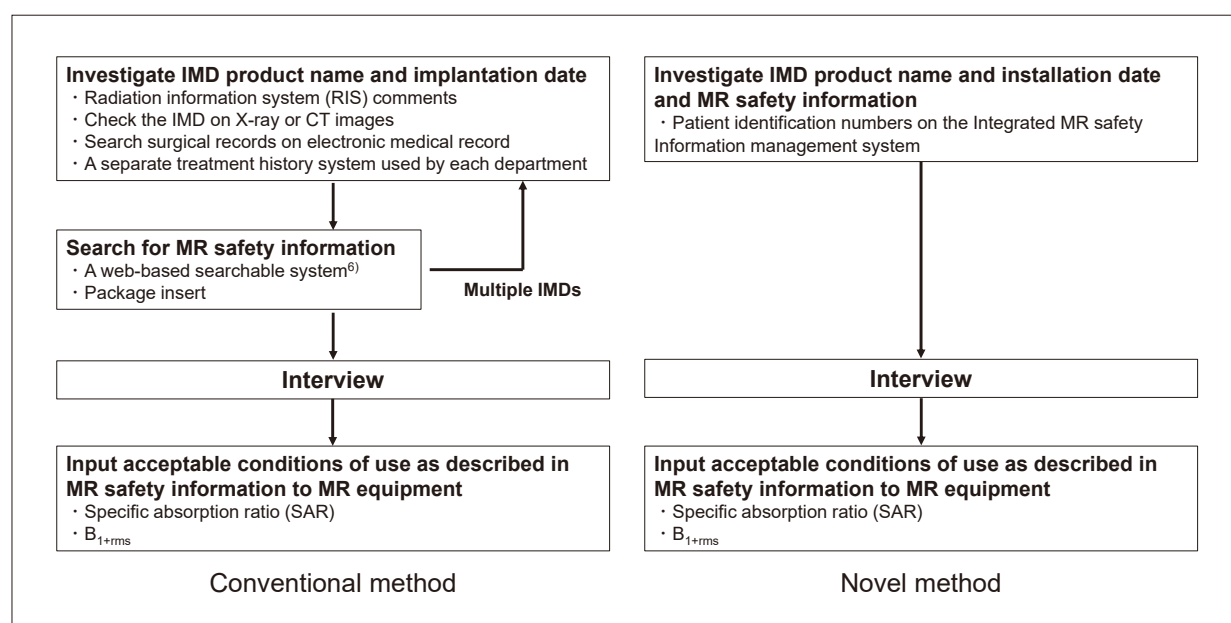 Investigate IMD product name and implantation date
・Radiation information system (RIS) comments
・Check the IMD on X-ray or CT images
・Search surgical records on electronic medical record
・A separate treatment history system used by each department
Search for MR safety information
・A web-based searchable system6)
・Package insert
Multiple IMDs
Interview
Input acceptable conditions of use as described in
MR safety information to MR equipment
・Specific absorption ratio (SAR)
・B1+rms
Conventional method
Investigate IMD product name and installation date
and MR safety information
・Patient identification numbers on the Integrated MR safety
Information management system
Interview
Input acceptable conditions of use as described in
MR safety information to MR equipment
・Specific absorption ratio (SAR)
・B1+rms
Novel method